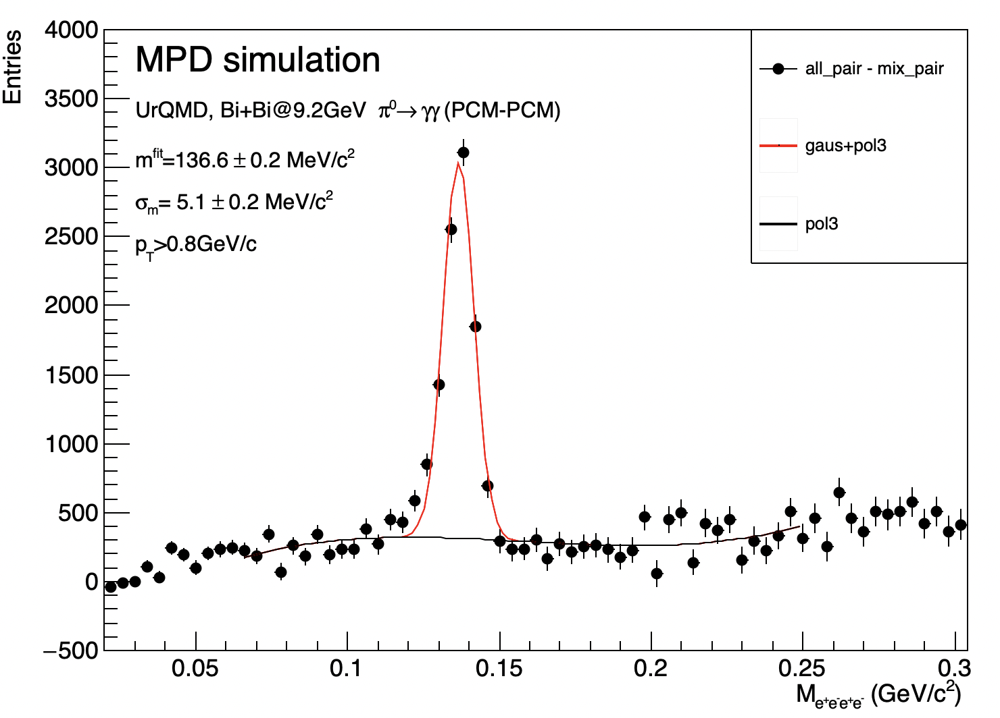 Entries
4000
3500
3000
2500
2000
1500
1000
500
0
−500
MPD simulation
UrQMD, Bi+Bi@9.2GeV π⁰→γγ (PCM-PCM)
m^fit=136.6 ± 0.2 MeV/c²
σ_m= 5.1 ± 0.2 MeV/c²
p_T>0.8GeV/c
all_pair - mix_pair
gaus+pol3
pol3
0.05 0.1 0.15 0.2 0.25 0.3
M_e⁺e⁻e⁺e⁻ (GeV/c²)